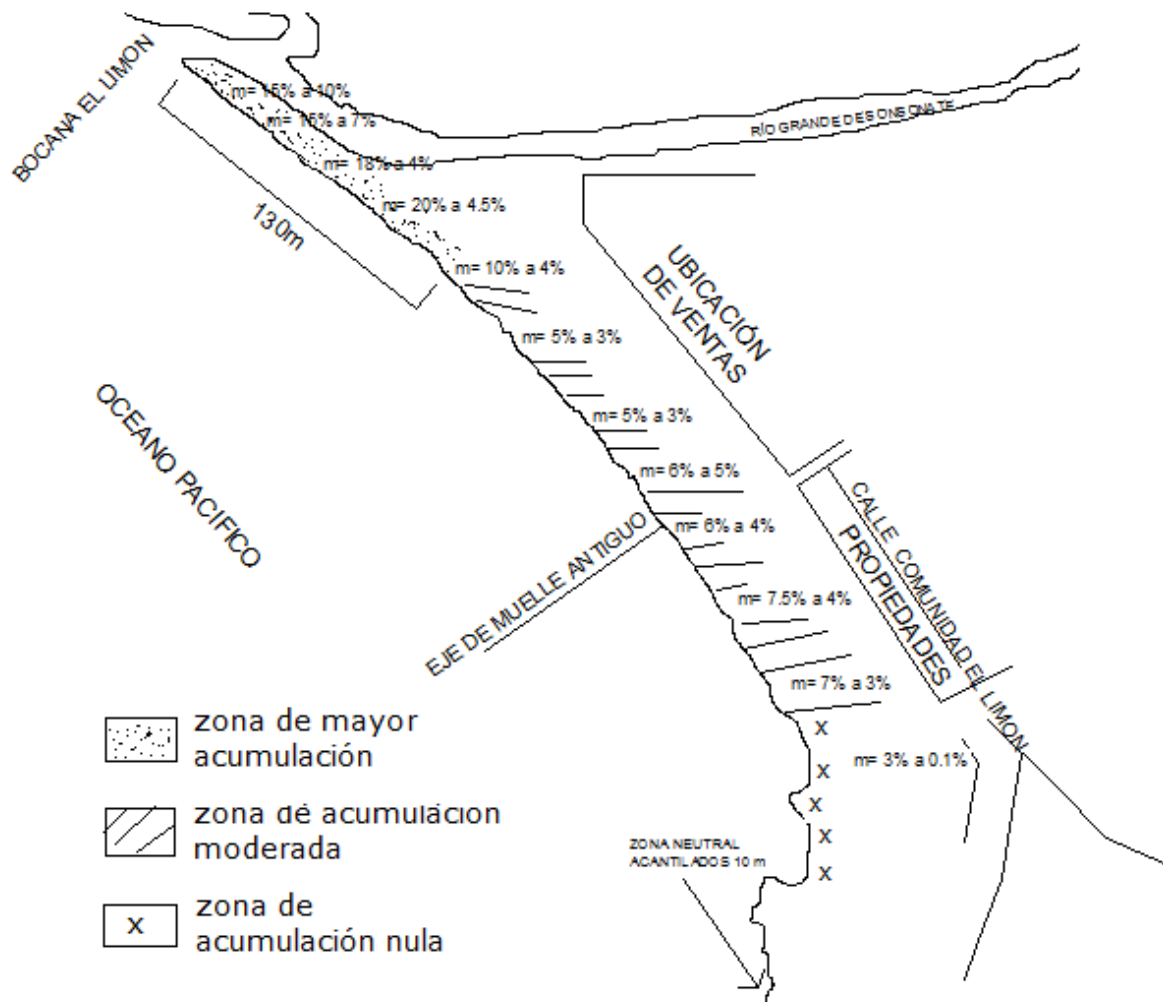 BOCANA EL LIMON
m= 15% a 10%
m= 15% a 7%
m= 18% a 4%
m= 20% a 4.5%
m= 10% a 4%
130m
RÍO GRANDE DE SONSONATE
UBICACIÓN
DE VENTAS
m= 5% a 3%
m= 5% a 3%
m= 6% a 5%
m= 6% a 4%
OCEANO PACIFICO
EJE DE MUELLE ANTIGUO
CALLE COMUNIDAD EL LIMON
PROPIEDADES
m= 7.5% a 4%
m= 7% a 3%
x
m= 3% a 0.1%
x
x
x
x
ZONA NEUTRAL
ACANTILADOS 10 m
zona de mayor
acumulación
zona de acumulacion
moderada
x
zona de
acumulación nula